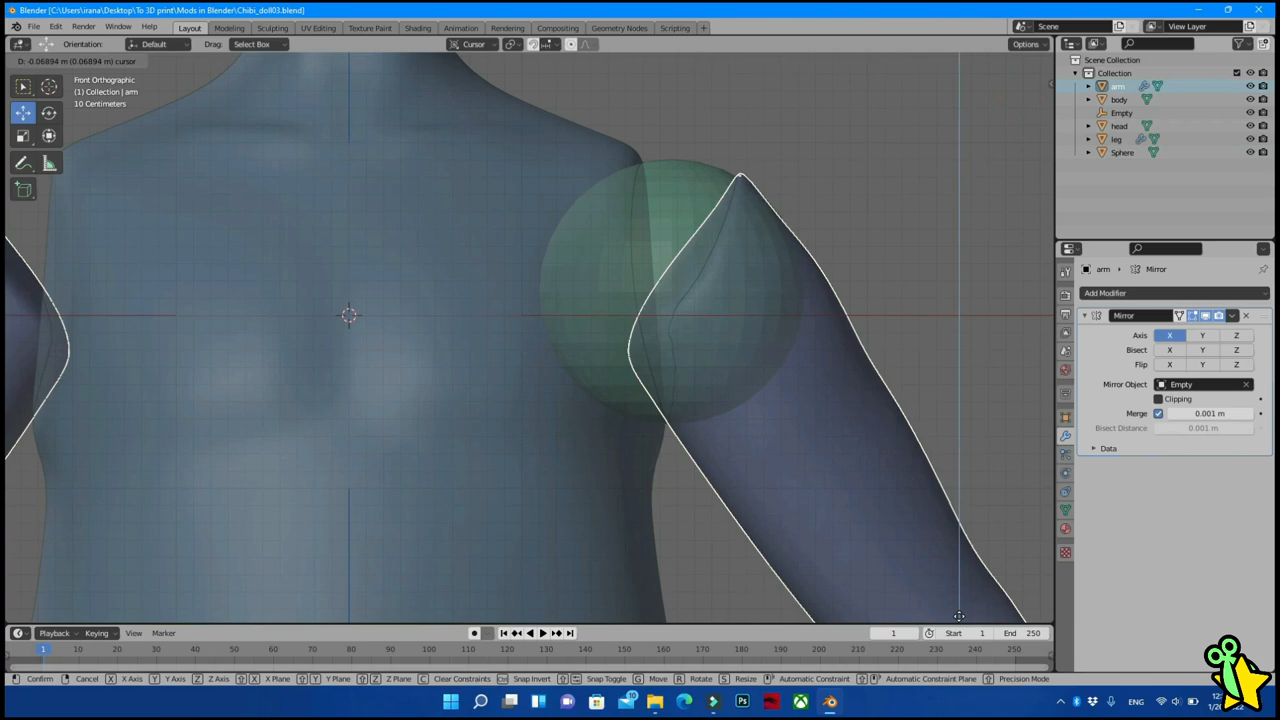 Blender [C:\Users\irana\Desktop\To 3D print\Mods in Blender\Chibi_doll03.blend]
File Edit Render Window Help Layout Modeling Sculpting UV Editing Texture Paint Shading Animation Rendering Compositing Geometry Nodes Scripting + Scene View Layer
Orientation: Default Drag: Select Box Cursor Options
D: -0.06894 m (0.06894 m) cursor
Front Orthographic
(1) Collection | arm
10 Centimeters
Scene Collection
Collection
arm
body
Empty
head
leg
Sphere
arm Mirror
Add Modifier
Mirror
Axis X Y Z
Bisect X Y Z
Flip X Y Z
Mirror Object Empty
Clipping
Merge 0.001 m
Bisect Distance 0.001 m
Data
Playback Keying View Marker 1 Start 1 End 250
1 10 20 30 40 50 60 70 80 90 100 110 120 130 140 150 160 170 180 190 200 210 220 230 240 250
Confirm Cancel X X Axis Y Y Axis Z Z Axis X X Plane Y Y Plane Z Z Plane C Clear Constraints Snap Invert Snap Toggle G Move R Rotate S Resize Automatic Constraint Automatic Constraint Plane Precision Mode
10 Ps ENG